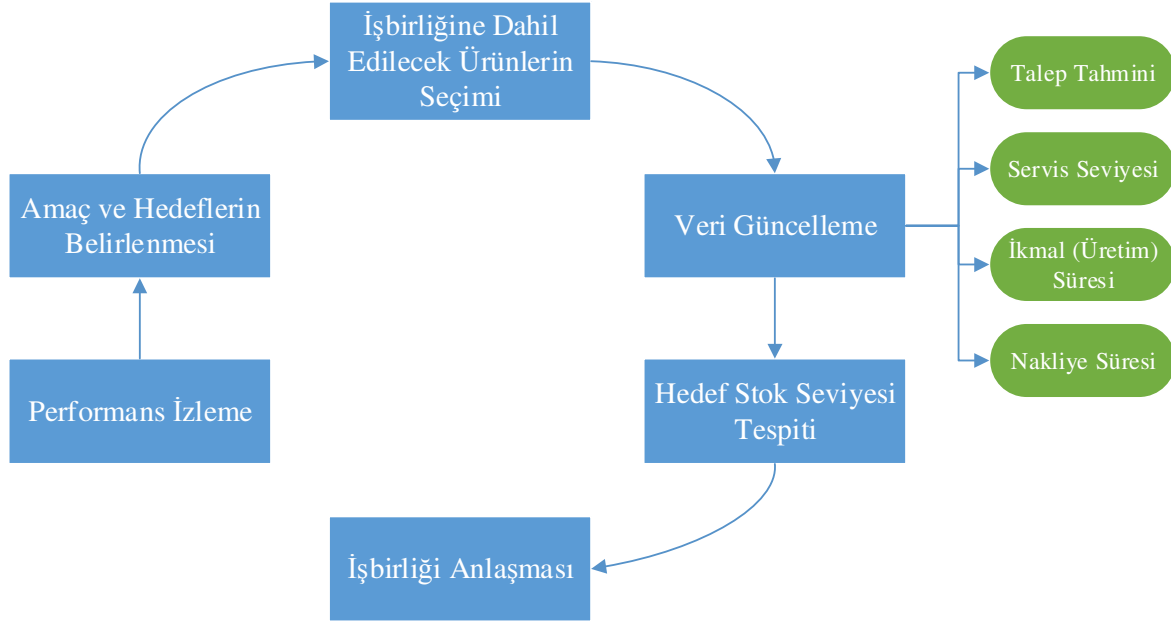 İşbirliğine Dahil
Edilecek Ürünlerin
Seçimi
Talep Tahmini
Servis Seviyesi
Amaç ve Hedeflerin
Belirlenmesi
Veri Güncelleme
İkmal (Üretim)
Süresi
Nakliye Süresi
Performans İzleme
Hedef Stok Seviyesi
Tespiti
İşbirliği Anlaşması